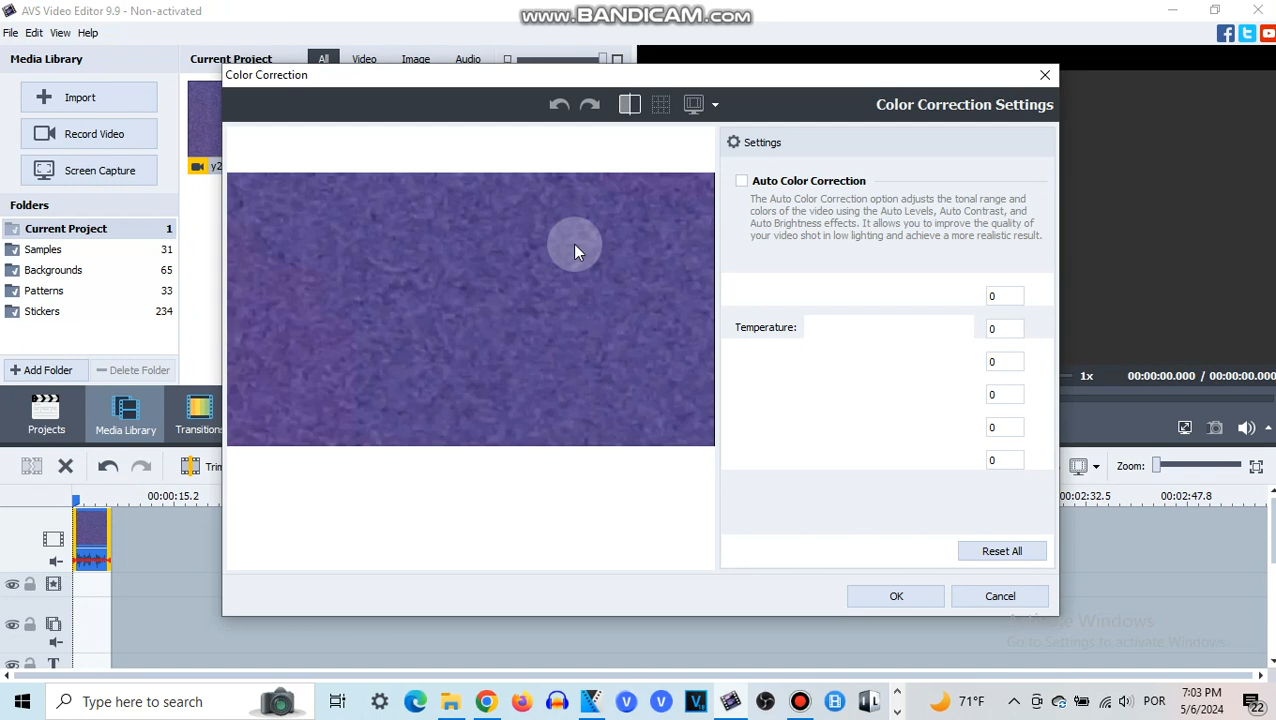 AVS Video Editor 9.9 - Non-activated
www.BANDICAM.com
File Edit View Help
Media Library
Current Project
All Video Image Audio
Import
Record Video
Screen Capture
y2
Folders
Current Project 1
Samples 31
Backgrounds 65
Patterns 33
Stickers 234
+ Add Folder
Delete Folder
Projects
Media Library
Transition
Color Correction
Color Correction Settings
Settings
Auto Color Correction
The Auto Color Correction option adjusts the tonal range and
colors of the video using the Auto Levels, Auto Contrast, and
Auto Brightness effects. It allows you to improve the quality of
your video shot in low lighting and achieve a more realistic result.
0
Temperature: 0
0
0
0
0
Reset All
OK
Cancel
1x 00:00:00.000 / 00:00:00.000
Trim
Zoom:
00:00:15.2
00:02:32.5 00:02:47.8
T
Activate Windows
Go to Settings to activate Windows.
Type here to search
71°F
POR
7:03 PM
5/6/2024
22